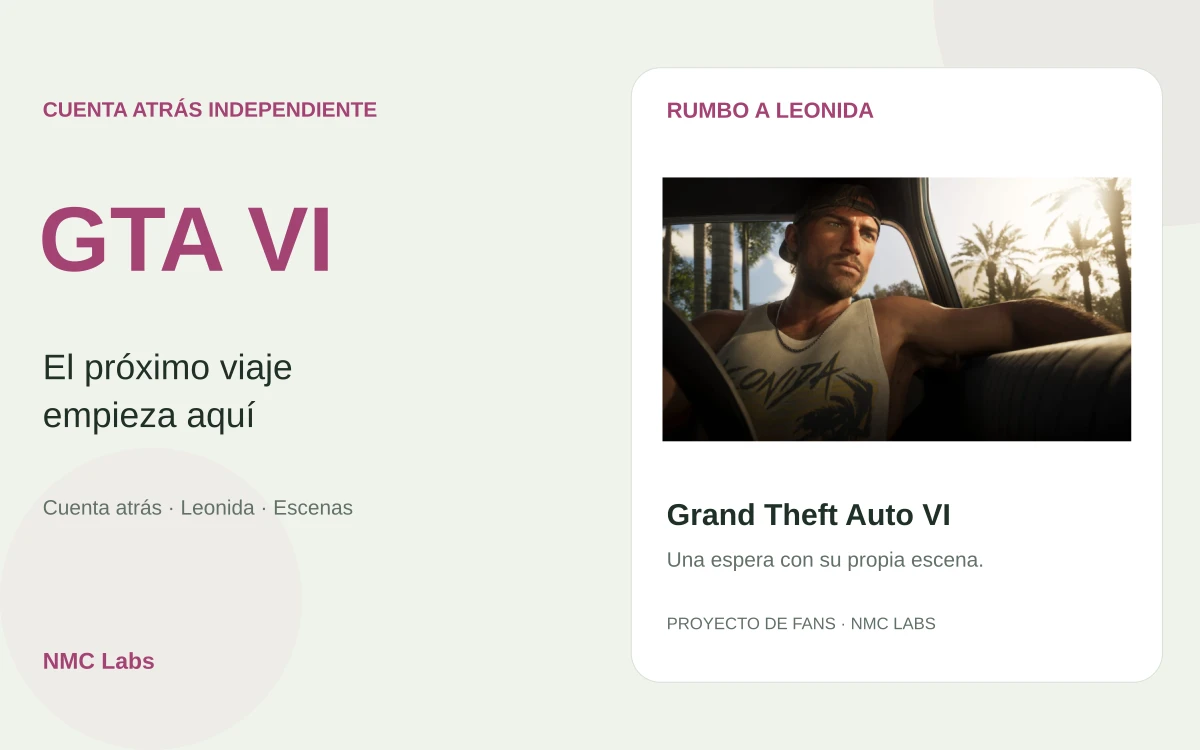 CUENTA ATRÁS INDEPENDIENTE
GTA VI
El próximo viaje
empieza aquí
Cuenta atrás · Leonida · Escenas
NMC Labs
RUMBO A LEONIDA
LEONIDA
Grand Theft Auto VI
Una espera con su propia escena.
PROYECTO DE FANS · NMC LABS